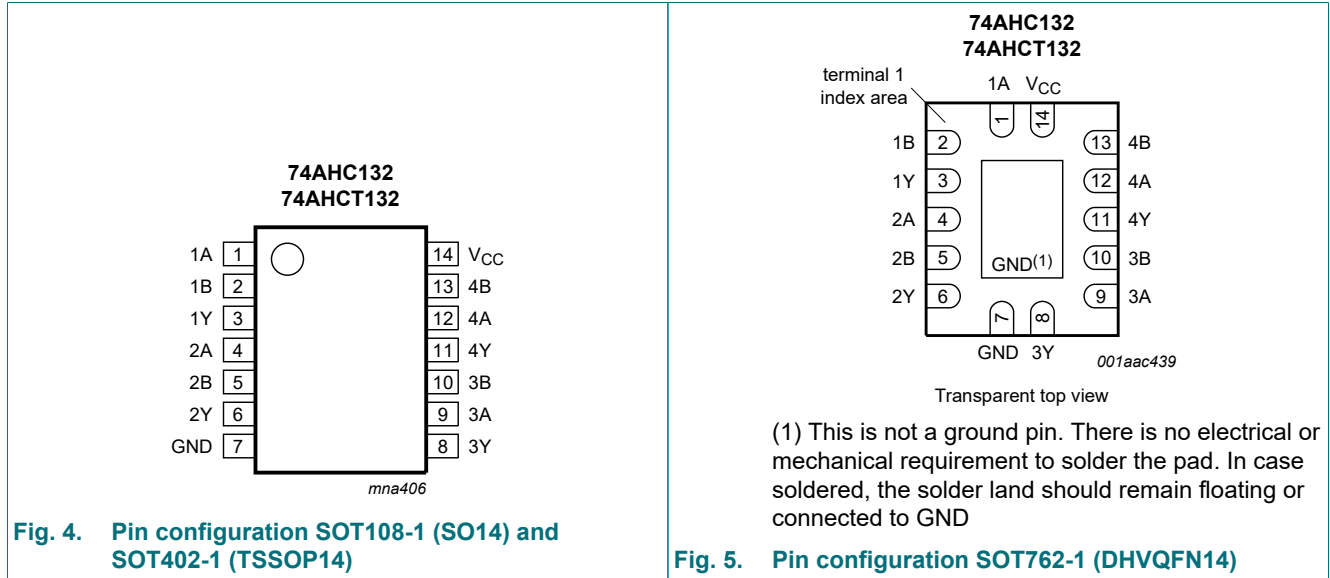 74AHC132
74AHCT132
1A 1
1B 2
1Y 3
2A 4
2B 5
2Y 6
GND 7
14 VCC
13 4B
12 4A
11 4Y
10 3B
9 3A
8 3Y
mna406
Fig. 4. Pin configuration SOT108-1 (SO14) and
SOT402-1 (TSSOP14)
74AHC132
74AHCT132
terminal 1
index area
1A VCC
1 14
1B 2
1Y 3
2A 4
2B 5
2Y 6
13 4B
12 4A
11 4Y
10 3B
9 3A
GND(1)
7 8
GND 3Y
001aac439
Transparent top view
(1) This is not a ground pin. There is no electrical or
mechanical requirement to solder the pad. In case
soldered, the solder land should remain floating or
connected to GND
Fig. 5. Pin configuration SOT762-1 (DHVQFN14)